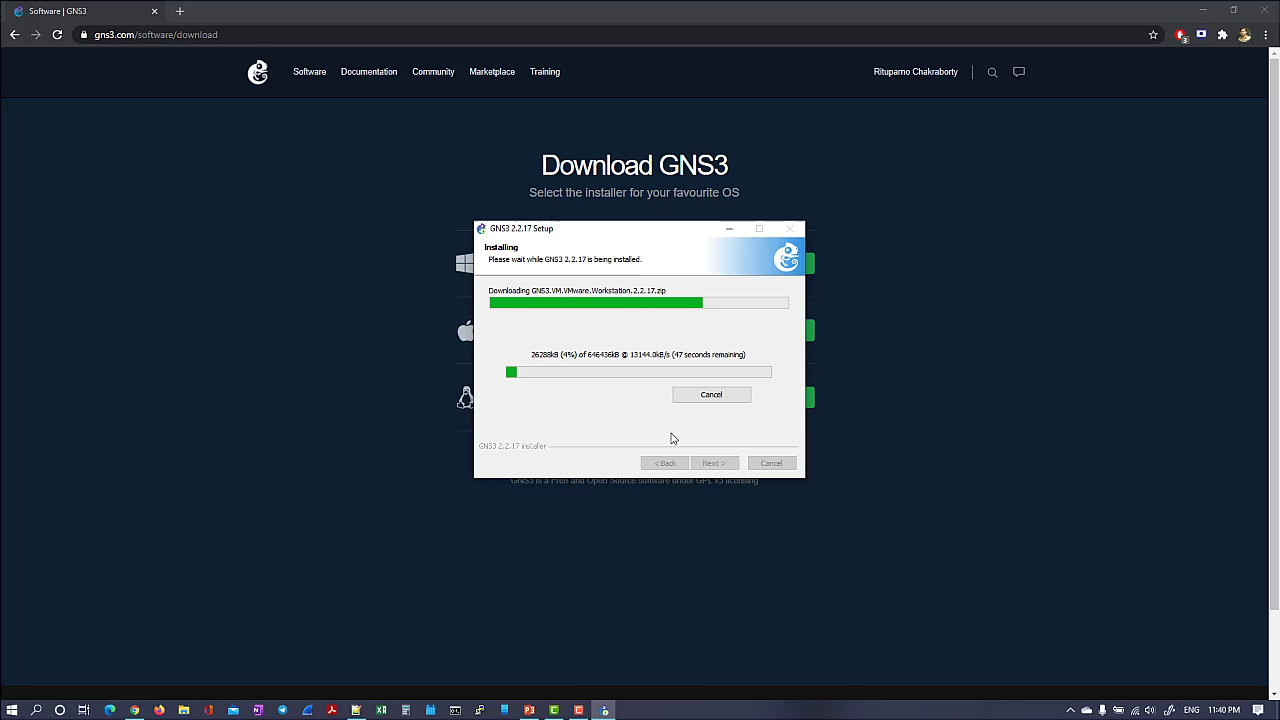 Software | GNS3
gns3.com/software/download
3
Software Documentation Community Marketplace Training
Rituparno Chakraborty
Download GNS3
Select the installer for your favourite OS
GNS3 2.2.17 Setup
Installing
Please wait while GNS3 2.2.17 is being installed.
Downloading GNS3.VM.VMware.Workstation.2.2.17.zip
26288kB (4%) of 646436kB @ 13144.0kB/s (47 seconds remaining)
Cancel
GNS3 2.2.17 installer
< Back Next > Cancel
GNS3 is a Free and Open Source software under GPL V3 licensing
ENG 11:40 PM